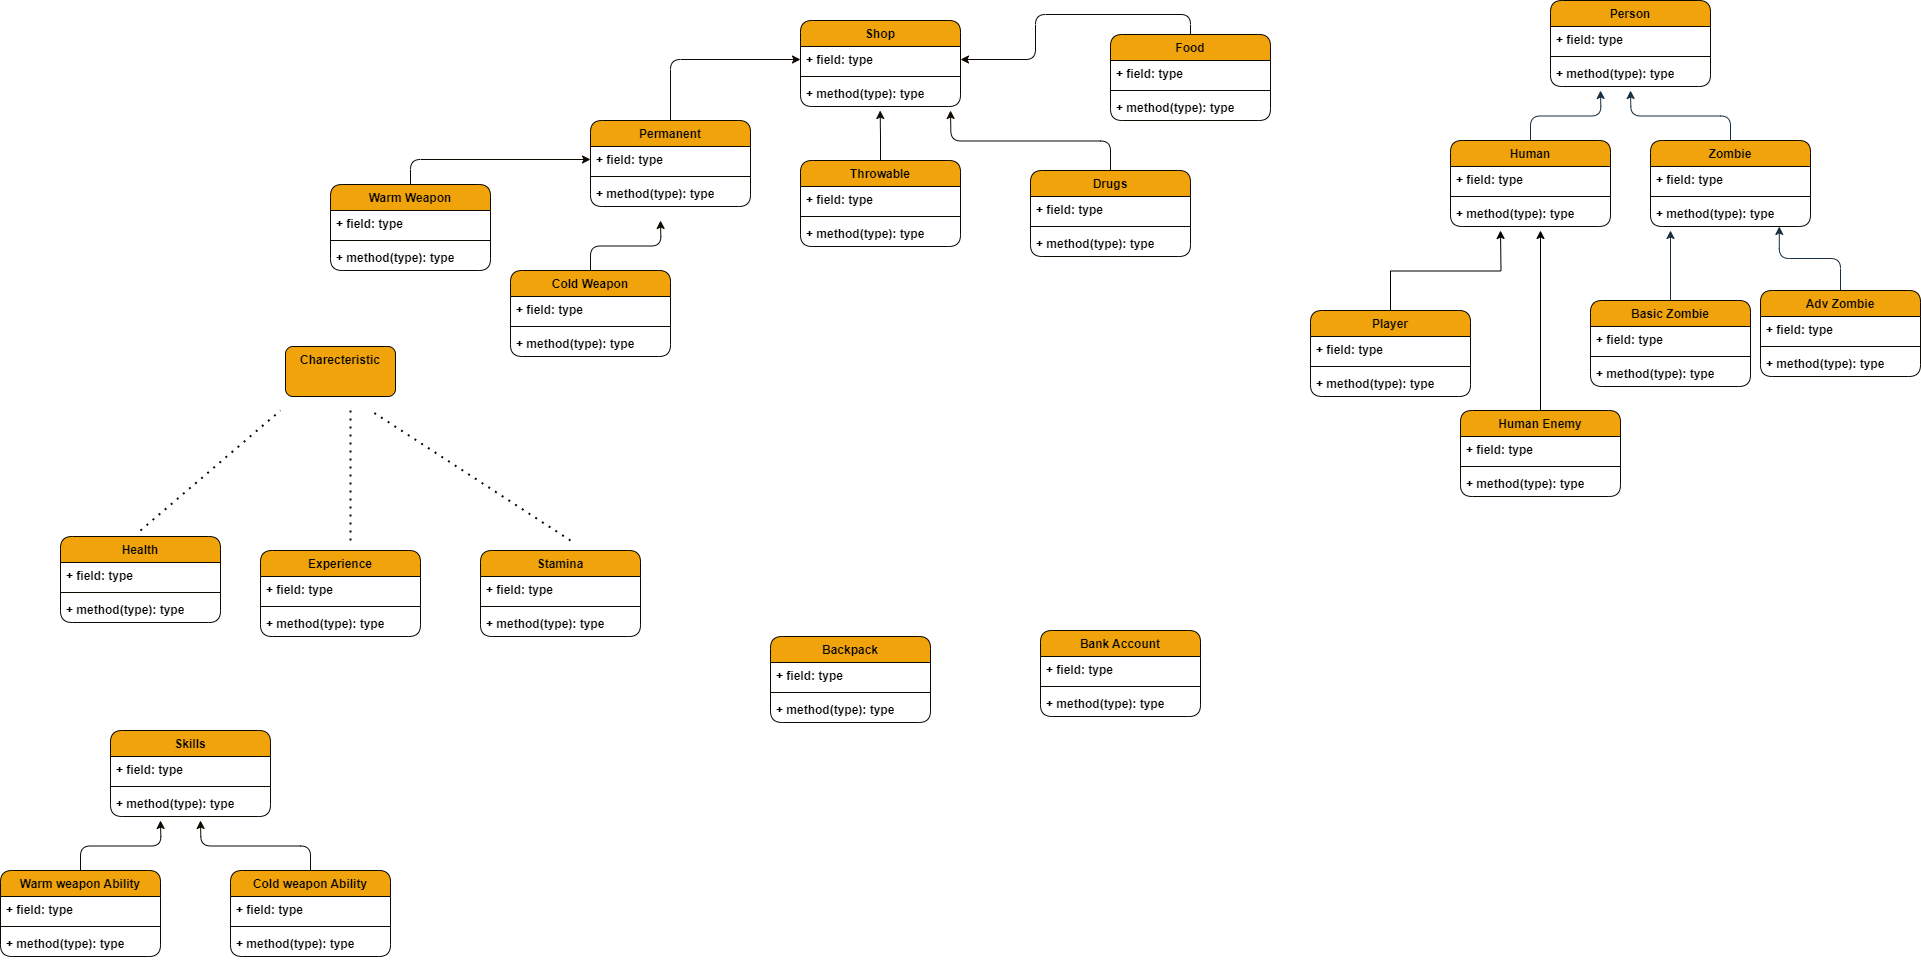 Person
+ field: type
+ method(type): type
Shop
+ field: type
+ method(type): type
Food
+ field: type
+ method(type): type
Permanent
+ field: type
+ method(type): type
Human
+ field: type
+ method(type): type
Zombie
+ field: type
+ method(type): type
Throwable
+ field: type
+ method(type): type
Drugs
+ field: type
+ method(type): type
Warm Weapon
+ field: type
+ method(type): type
Cold Weapon
+ field: type
+ method(type): type
Player
+ field: type
+ method(type): type
Basic Zombie
+ field: type
+ method(type): type
Adv Zombie
+ field: type
+ method(type): type
Charecteristic
Human Enemy
+ field: type
+ method(type): type
Health
+ field: type
+ method(type): type
Experience
+ field: type
+ method(type): type
Stamina
+ field: type
+ method(type): type
Backpack
+ field: type
+ method(type): type
Bank Account
+ field: type
+ method(type): type
Skills
+ field: type
+ method(type): type
Warm weapon Ability
+ field: type
+ method(type): type
Cold weapon Ability
+ field: type
+ method(type): type